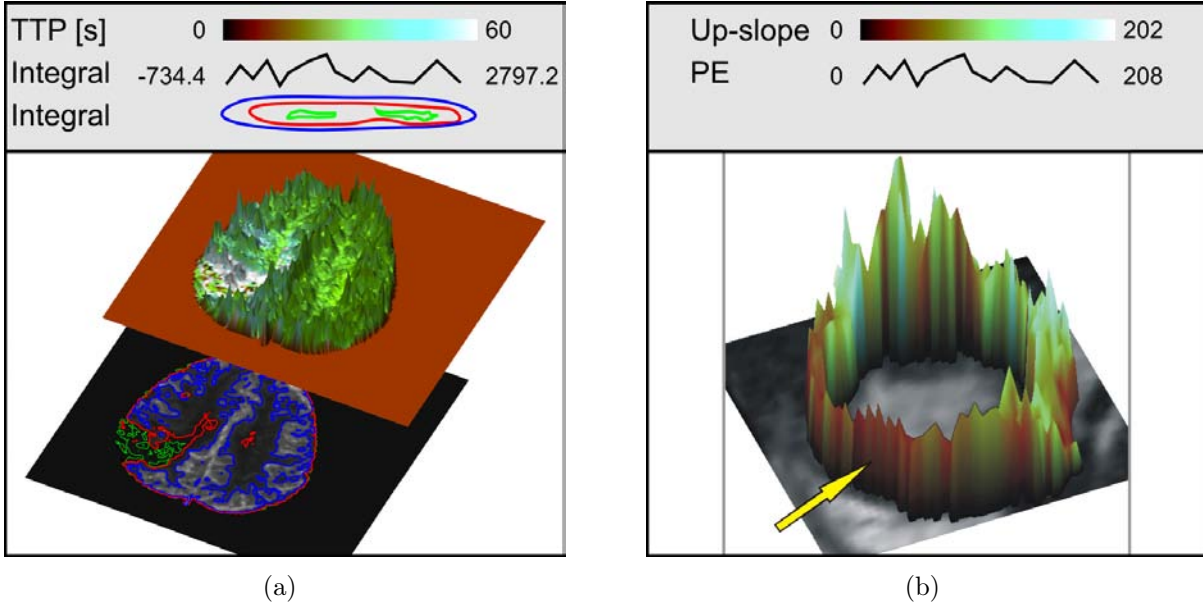 TTP [s] 0 60
Integral -734.4 2797.2
Integral
Up-slope 0 202
PE 0 208
(a)
(b)